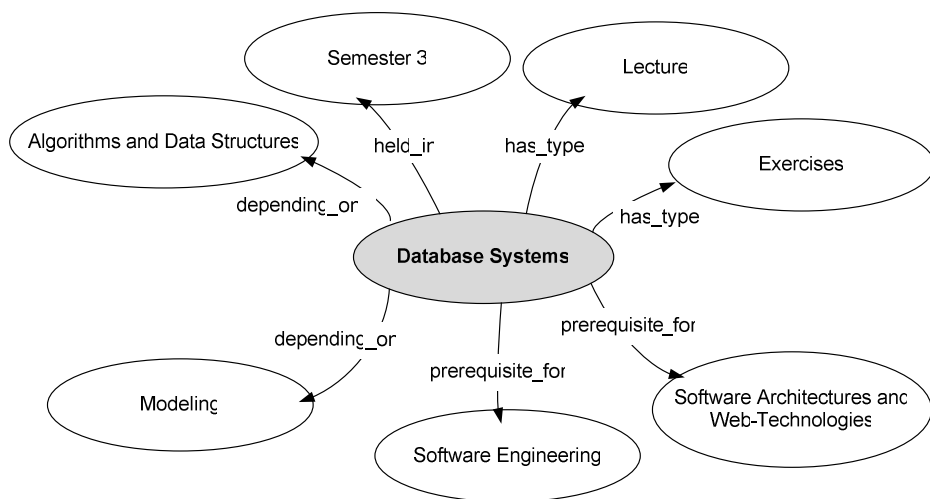 Semester 3
Lecture
Algorithms and Data Structures
held_in
has_type
Exercises
depending_on
has_type
Database Systems
prerequisite_for
depending_on
prerequisite_for
Modeling
Software Architectures and
Web-Technologies
Software Engineering